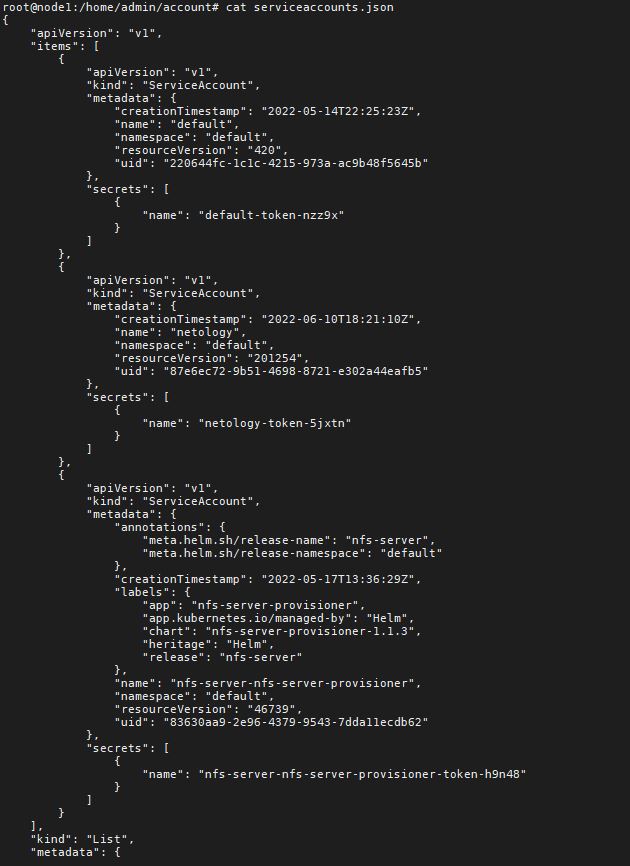 root@node1:/home/admin/account# cat serviceaccounts.json
{
    "apiVersion": "v1",
    "items": [
        {
            "apiVersion": "v1",
            "kind": "ServiceAccount",
            "metadata": {
                "creationTimestamp": "2022-05-14T22:25:23Z",
                "name": "default",
                "namespace": "default",
                "resourceVersion": "420",
                "uid": "220644fc-1c1c-4215-973a-ac9b48f5645b"
            },
            "secrets": [
                {
                    "name": "default-token-nzz9x"
                }
            ]
        },
        {
            "apiVersion": "v1",
            "kind": "ServiceAccount",
            "metadata": {
                "creationTimestamp": "2022-06-10T18:21:10Z",
                "name": "netology",
                "namespace": "default",
                "resourceVersion": "201254",
                "uid": "87e6ec72-9b51-4698-8721-e302a44eafb5"
            },
            "secrets": [
                {
                    "name": "netology-token-5jxtn"
                }
            ]
        },
        {
            "apiVersion": "v1",
            "kind": "ServiceAccount",
            "metadata": {
                "annotations": {
                    "meta.helm.sh/release-name": "nfs-server",
                    "meta.helm.sh/release-namespace": "default"
                },
                "creationTimestamp": "2022-05-17T13:36:29Z",
                "labels": {
                    "app": "nfs-server-provisioner",
                    "app.kubernetes.io/managed-by": "Helm",
                    "chart": "nfs-server-provisioner-1.1.3",
                    "heritage": "Helm",
                    "release": "nfs-server"
                },
                "name": "nfs-server-nfs-server-provisioner",
                "namespace": "default",
                "resourceVersion": "46739",
                "uid": "83630aa9-2e96-4379-9543-7dda11ecdb62"
            },
            "secrets": [
                {
                    "name": "nfs-server-nfs-server-provisioner-token-h9n48"
                }
            ]
        }
    ],
    "kind": "List",
    "metadata": {